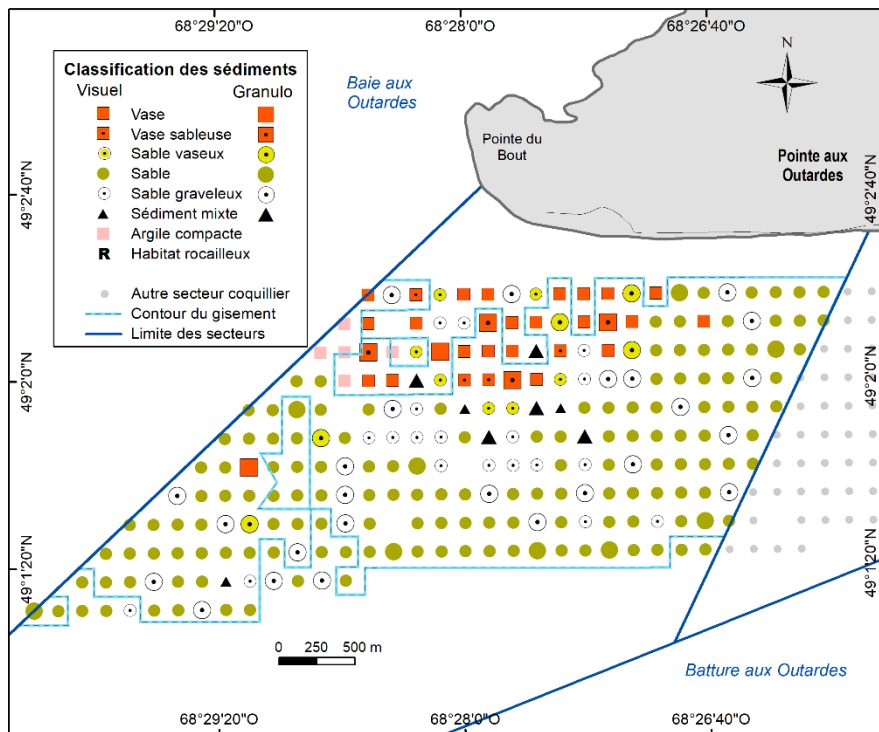 68°29'20"O
68°28'0"O
68°26'40"O
Classification des sédiments
Visuel
Granulo
Vase
Vase sableuse
Sable vaseux
Sable
Sable graveleux
Sédiment mixte
Argile compacte
R Habitat rocailleux
Autre secteur coquillier
Contour du gisement
Limite des secteurs
Baie aux
Outardes
N
Pointe du
Bout
Pointe aux
Outardes
49°2'40"N
49°2'40"N
49°2'0"N
49°2'0"N
49°1'20"N
49°1'20"N
0 250 500 m
Batture aux Outardes
68°29'20"O
68°28'0"O
68°26'40"O